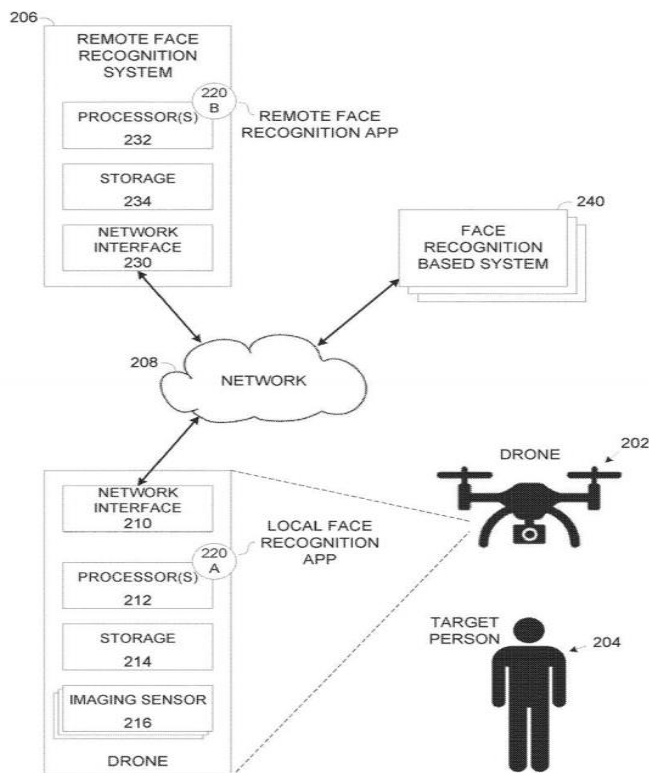 206
REMOTE FACE
RECOGNITION
SYSTEM
220
B
PROCESSOR(S)
232
REMOTE FACE
RECOGNITION APP
STORAGE
234
NETWORK
INTERFACE
230
240
FACE
RECOGNITION
BASED SYSTEM
208
NETWORK
NETWORK
INTERFACE
210
LOCAL FACE
RECOGNITION
APP
220
A
PROCESSOR(S)
212
STORAGE
214
IMAGING SENSOR
216
DRONE
DRONE
202
TARGET
PERSON
204